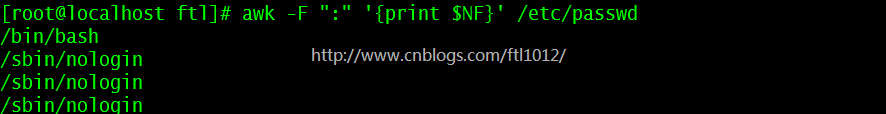 [root@localhost ftl]# awk -F ":" '{print $NF}' /etc/passwd
/bin/bash
/sbin/nologin
http://www.cnblogs.com/ftl1012/
/sbin/nologin
/sbin/nologin